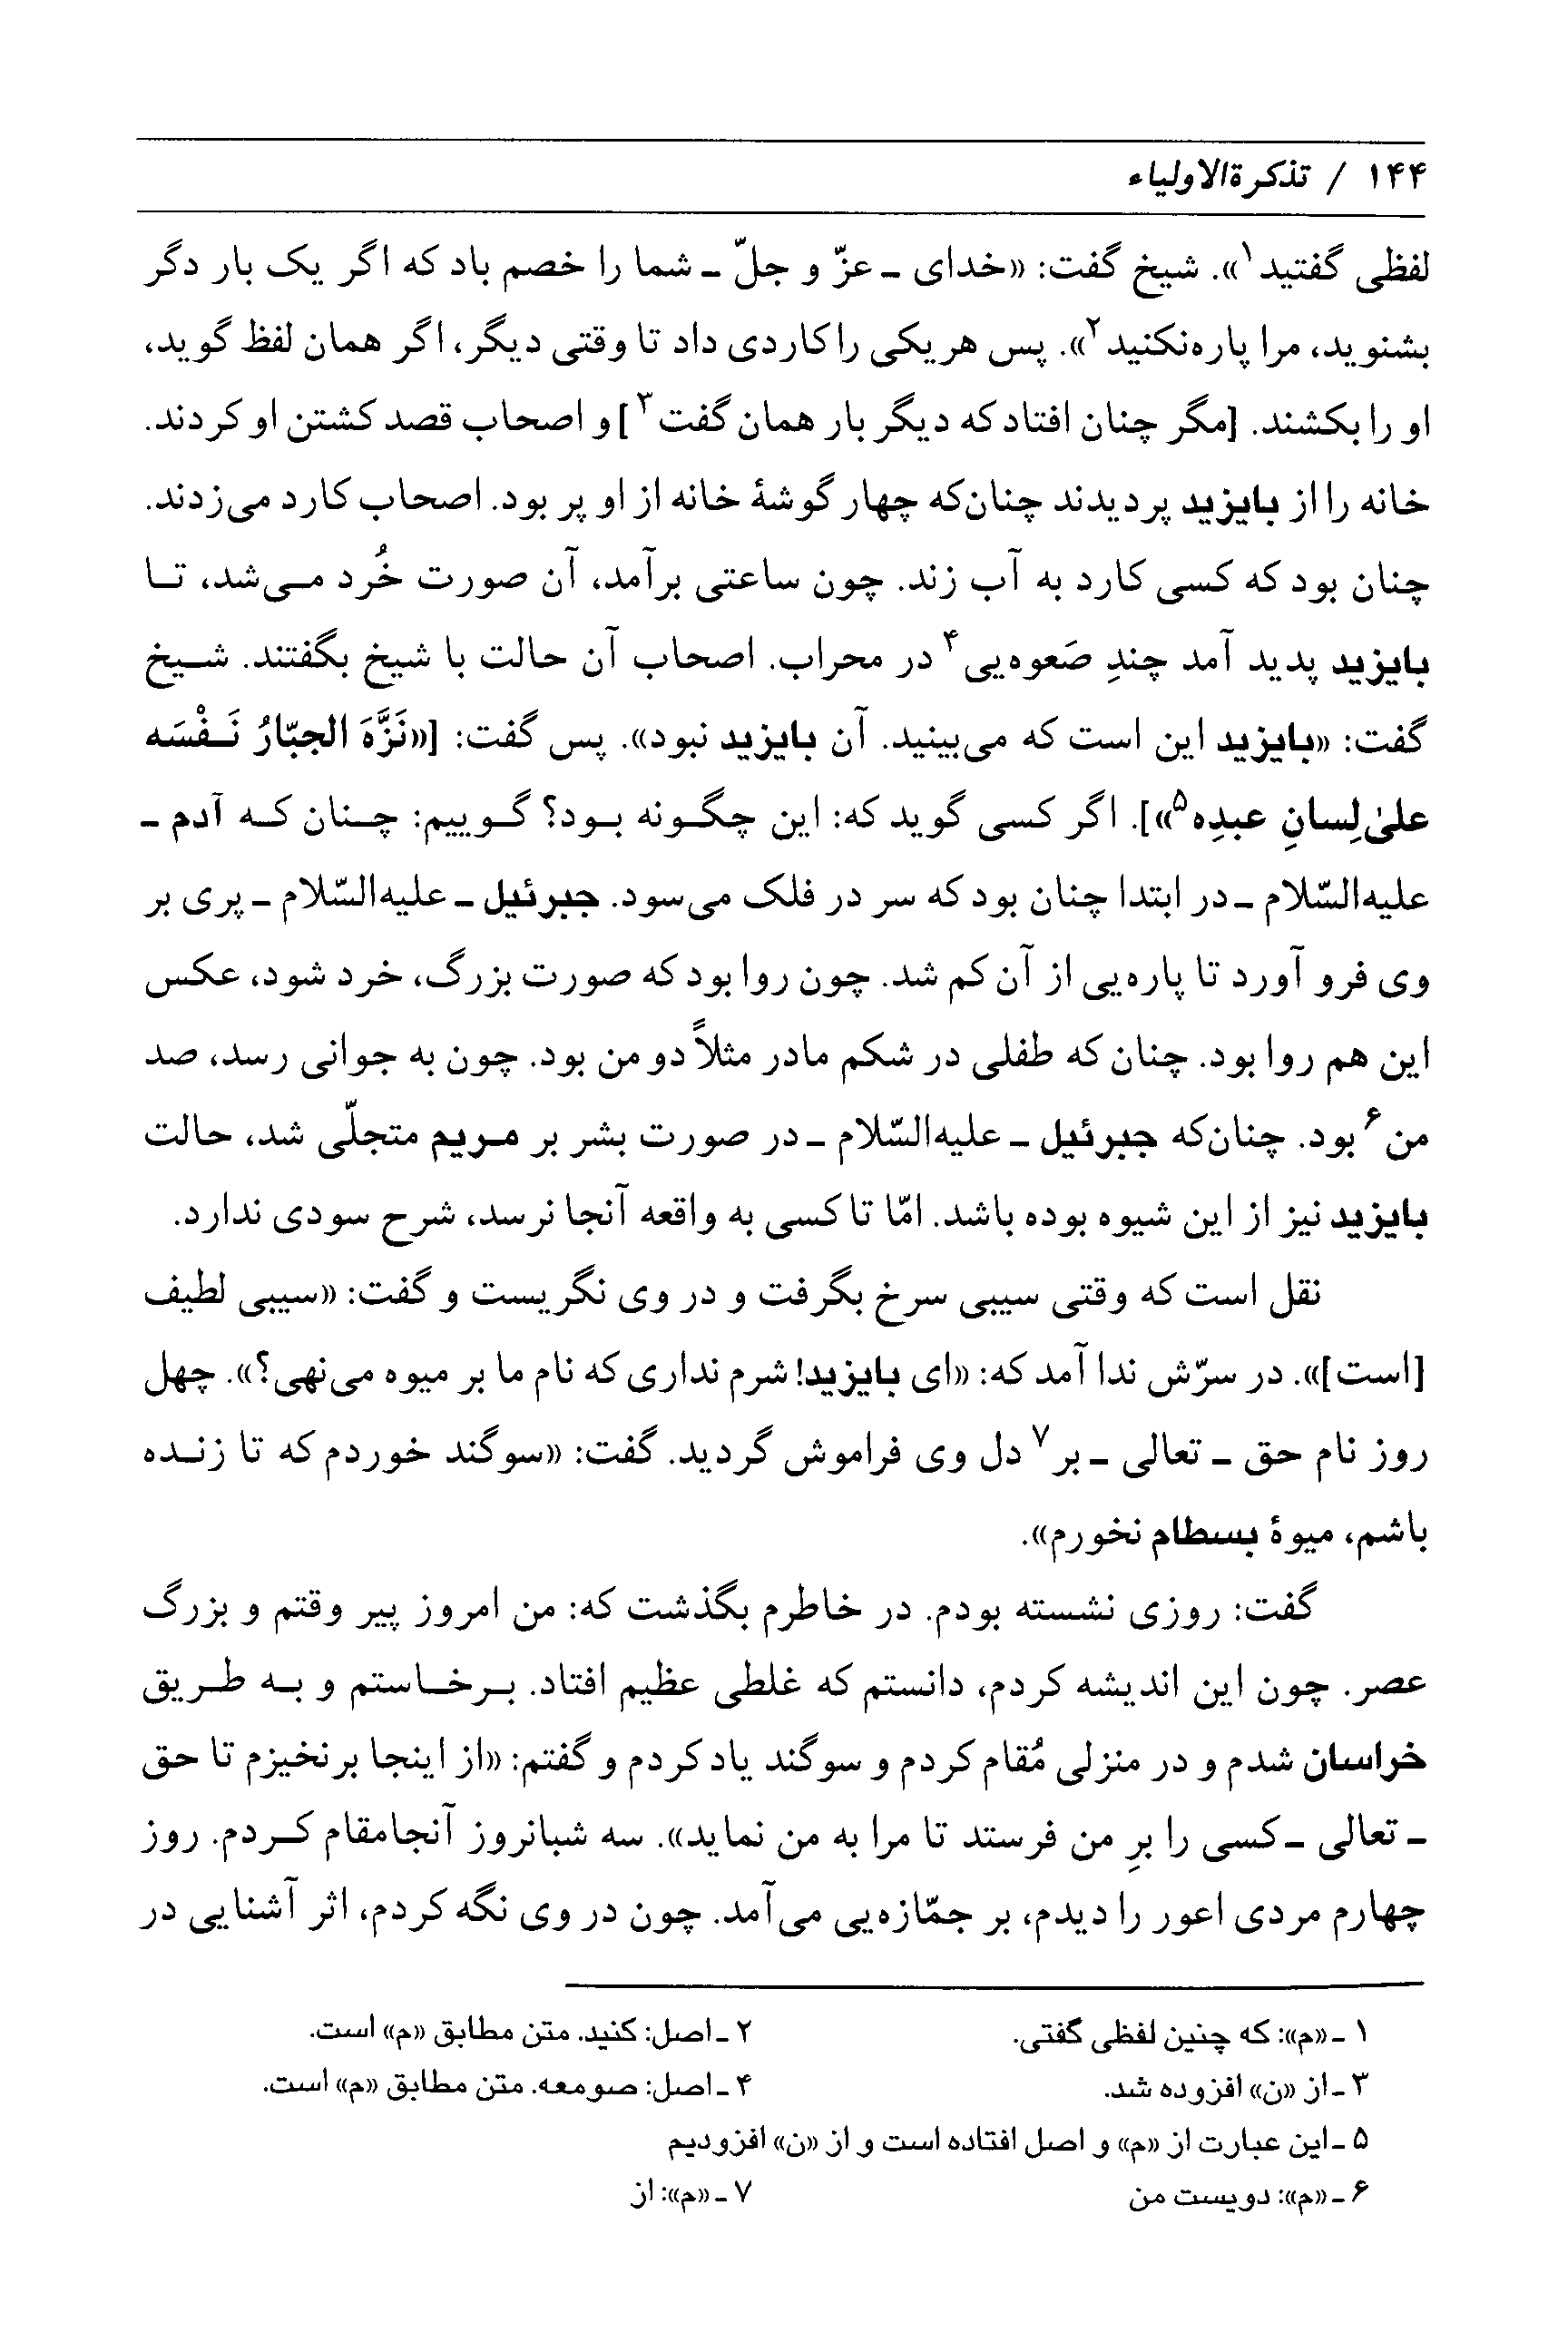 ۱۴۴ / تذکرةالاولیاء
لفظی گفتید۱». شیخ گفت: «خدای ـ عزّ و جلّ ـ شما را خصم باد که اگر یک بار دگر
بشنوید، مرا پاره‌نکنید۲». پس هریکی را کاردی داد تا وقتی دیگر، اگر همان لفظ گوید،
او را بکشند. [مگر چنان افتاد که دیگر بار همان گفت۳] و اصحاب قصد کشتن او کردند.
خانه را از بایزید پر دیدند چنان‌که چهار گوشهٔ خانه از او پر بود. اصحاب کارد می‌زدند.
چنان بود که کسی کارد به آب زند. چون ساعتی برآمد، آن صورت خُرد می‌شد، تا
بایزید پدید آمد چندِ صَعوه‌یی۴ در محراب. اصحاب آن حالت با شیخ بگفتند. شیخ
گفت: «بایزید این است که می‌بینید. آن بایزید نبود». پس گفت: [«نَزَّهَ الجبّارُ نَفْسَه
علیٰ‌لِسانِ عبدِه۵»]. اگر کسی گوید که: این چگونه بود؟ گوییم: چنان که آدم ـ
علیه‌السّلام ـ در ابتدا چنان بود که سر در فلک می‌سود. جبرئیل ـ علیه‌السّلام ـ پری بر
وی فرو آورد تا پاره‌یی از آن کم شد. چون روا بود که صورت بزرگ، خرد شود، عکس
این هم روا بود. چنان که طفلی در شکم مادر مثلاً دو من بود. چون به جوانی رسد، صد
من۶ بود. چنان‌که جبرئیل ـ علیه‌السّلام ـ در صورت بشر بر مریم متجلّی شد، حالت
بایزید نیز از این شیوه بوده باشد. امّا تا کسی به واقعه آنجا نرسد، شرح سودی ندارد.
نقل است که وقتی سیبی سرخ بگرفت و در وی نگریست و گفت: «سیبی لطیف
[است]». در سرّش ندا آمد که: «ای بایزید! شرم نداری که نام ما بر میوه می‌نهی؟». چهل
روز نام حق ـ تعالی ـ بر۷ دل وی فراموش گردید. گفت: «سوگند خوردم که تا زنده
باشم، میوهٔ بسطام نخورم».
گفت: روزی نشسته بودم. در خاطرم بگذشت که: من امروز پیر وقتم و بزرگ
عصر. چون این اندیشه کردم، دانستم که غلطی عظیم افتاد. برخاستم و به طریق
خراسان شدم و در منزلی مُقام کردم و سوگند یاد کردم و گفتم: «از اینجا برنخیزم تا حق
ـ تعالی ـ کسی را برِ من فرستد تا مرا به من نماید». سه شبانروز آنجامقام کردم. روز
چهارم مردی اعور را دیدم، بر جمّازه‌یی می‌آمد. چون در وی نگه کردم، اثر آشنایی در
۱ ـ «م»: که چنین لفظی گفتی. ۲ ـ اصل: کنید. متن مطابق «م» است.
۳ ـ از «ن» افزوده شد. ۴ ـ اصل: صومعه. متن مطابق «م» است.
۵ ـ این عبارت از «م» و اصل افتاده است و از «ن» افزودیم
۶ ـ «م»: دویست من ۷ ـ «م»: از